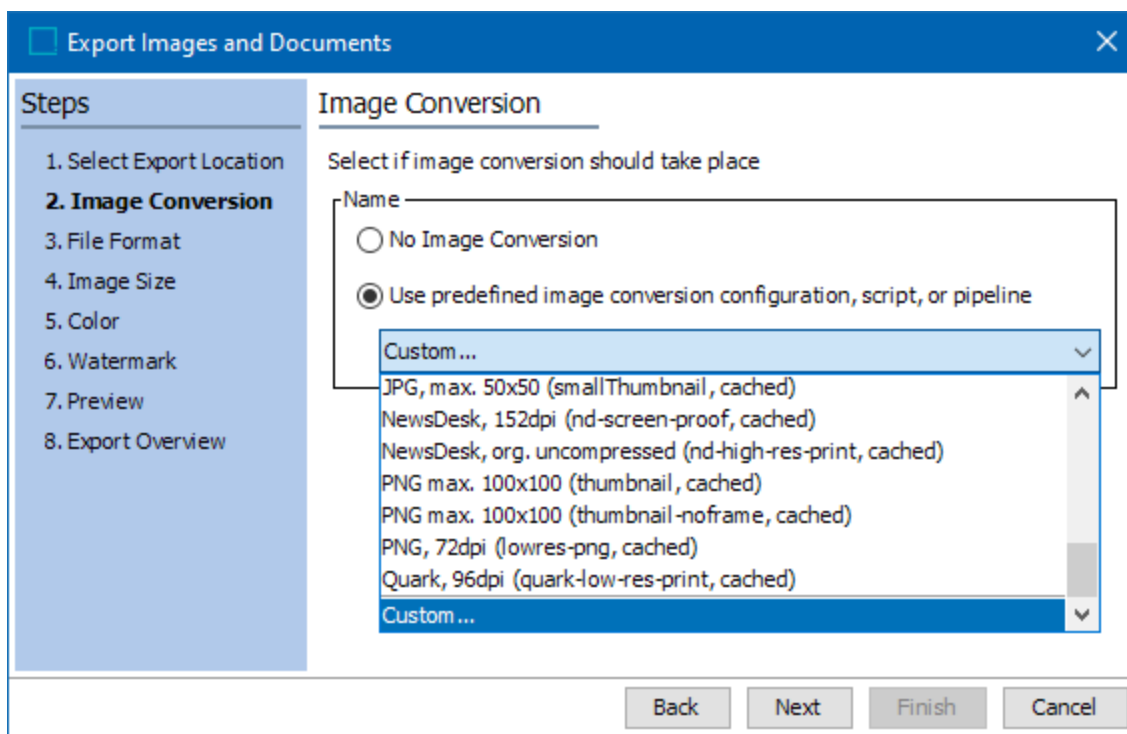 Export Images and Documents
Steps
1. Select Export Location
2. Image Conversion
3. File Format
4. Image Size
5. Color
6. Watermark
7. Preview
8. Export Overview
Image Conversion
Select if image conversion should take place
Name
No Image Conversion
Use predefined image conversion configuration, script, or pipeline
Custom...
JPG, max. 50x50 (smallThumbnail, cached)
NewsDesk, 152dpi (nd-screen-proof, cached)
NewsDesk, org. uncompressed (nd-high-res-print, cached)
PNG max. 100x100 (thumbnail, cached)
PNG max. 100x100 (thumbnail-noframe, cached)
PNG, 72dpi (lowres-png, cached)
Quark, 96dpi (quark-low-res-print, cached)
Custom...
Back Next Finish Cancel